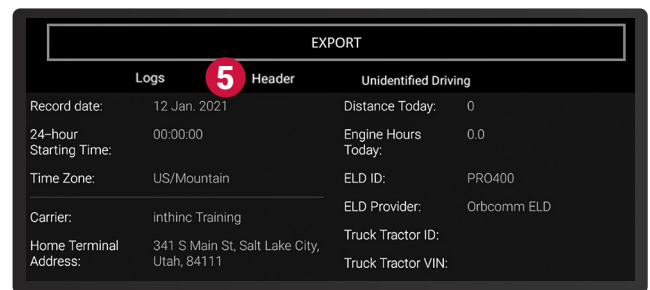 EXPORT
Logs 5 Header Unidentified Driving
Record date: 12 Jan. 2021
24-hour Starting Time: 00:00:00
Time Zone: US/Mountain
Carrier: inthinc Training
Home Terminal Address: 341 S Main St, Salt Lake City, Utah, 84111
Distance Today: 0
Engine Hours Today: 0.0
ELD ID: PRO400
ELD Provider: Orbcomm ELD
Truck Tractor ID:
Truck Tractor VIN: